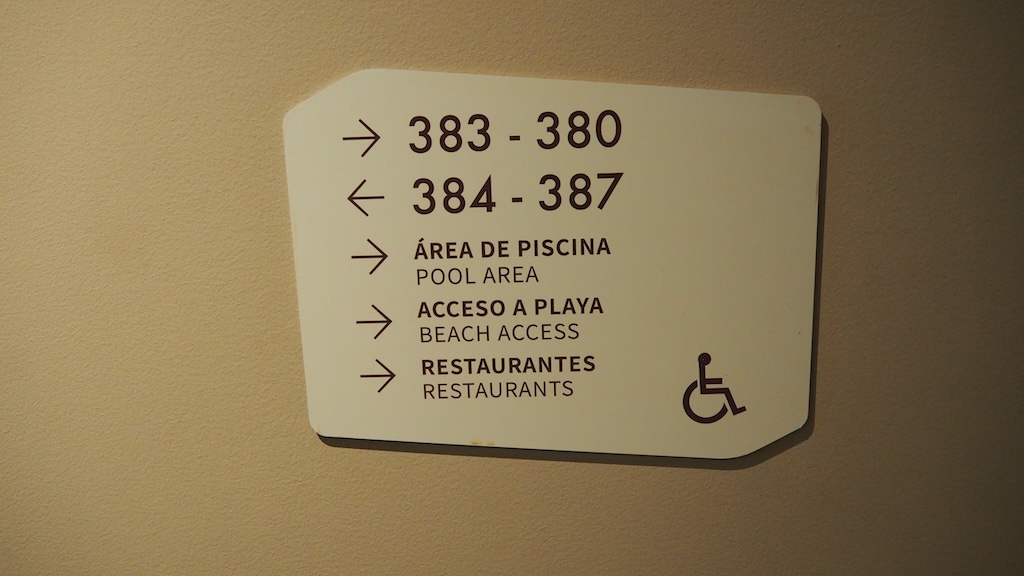 → 383 - 380
← 384 - 387
→ ÁREA DE PISCINA
POOL AREA
→ ACCESO A PLAYA
BEACH ACCESS
→ RESTAURANTES
RESTAURANTS